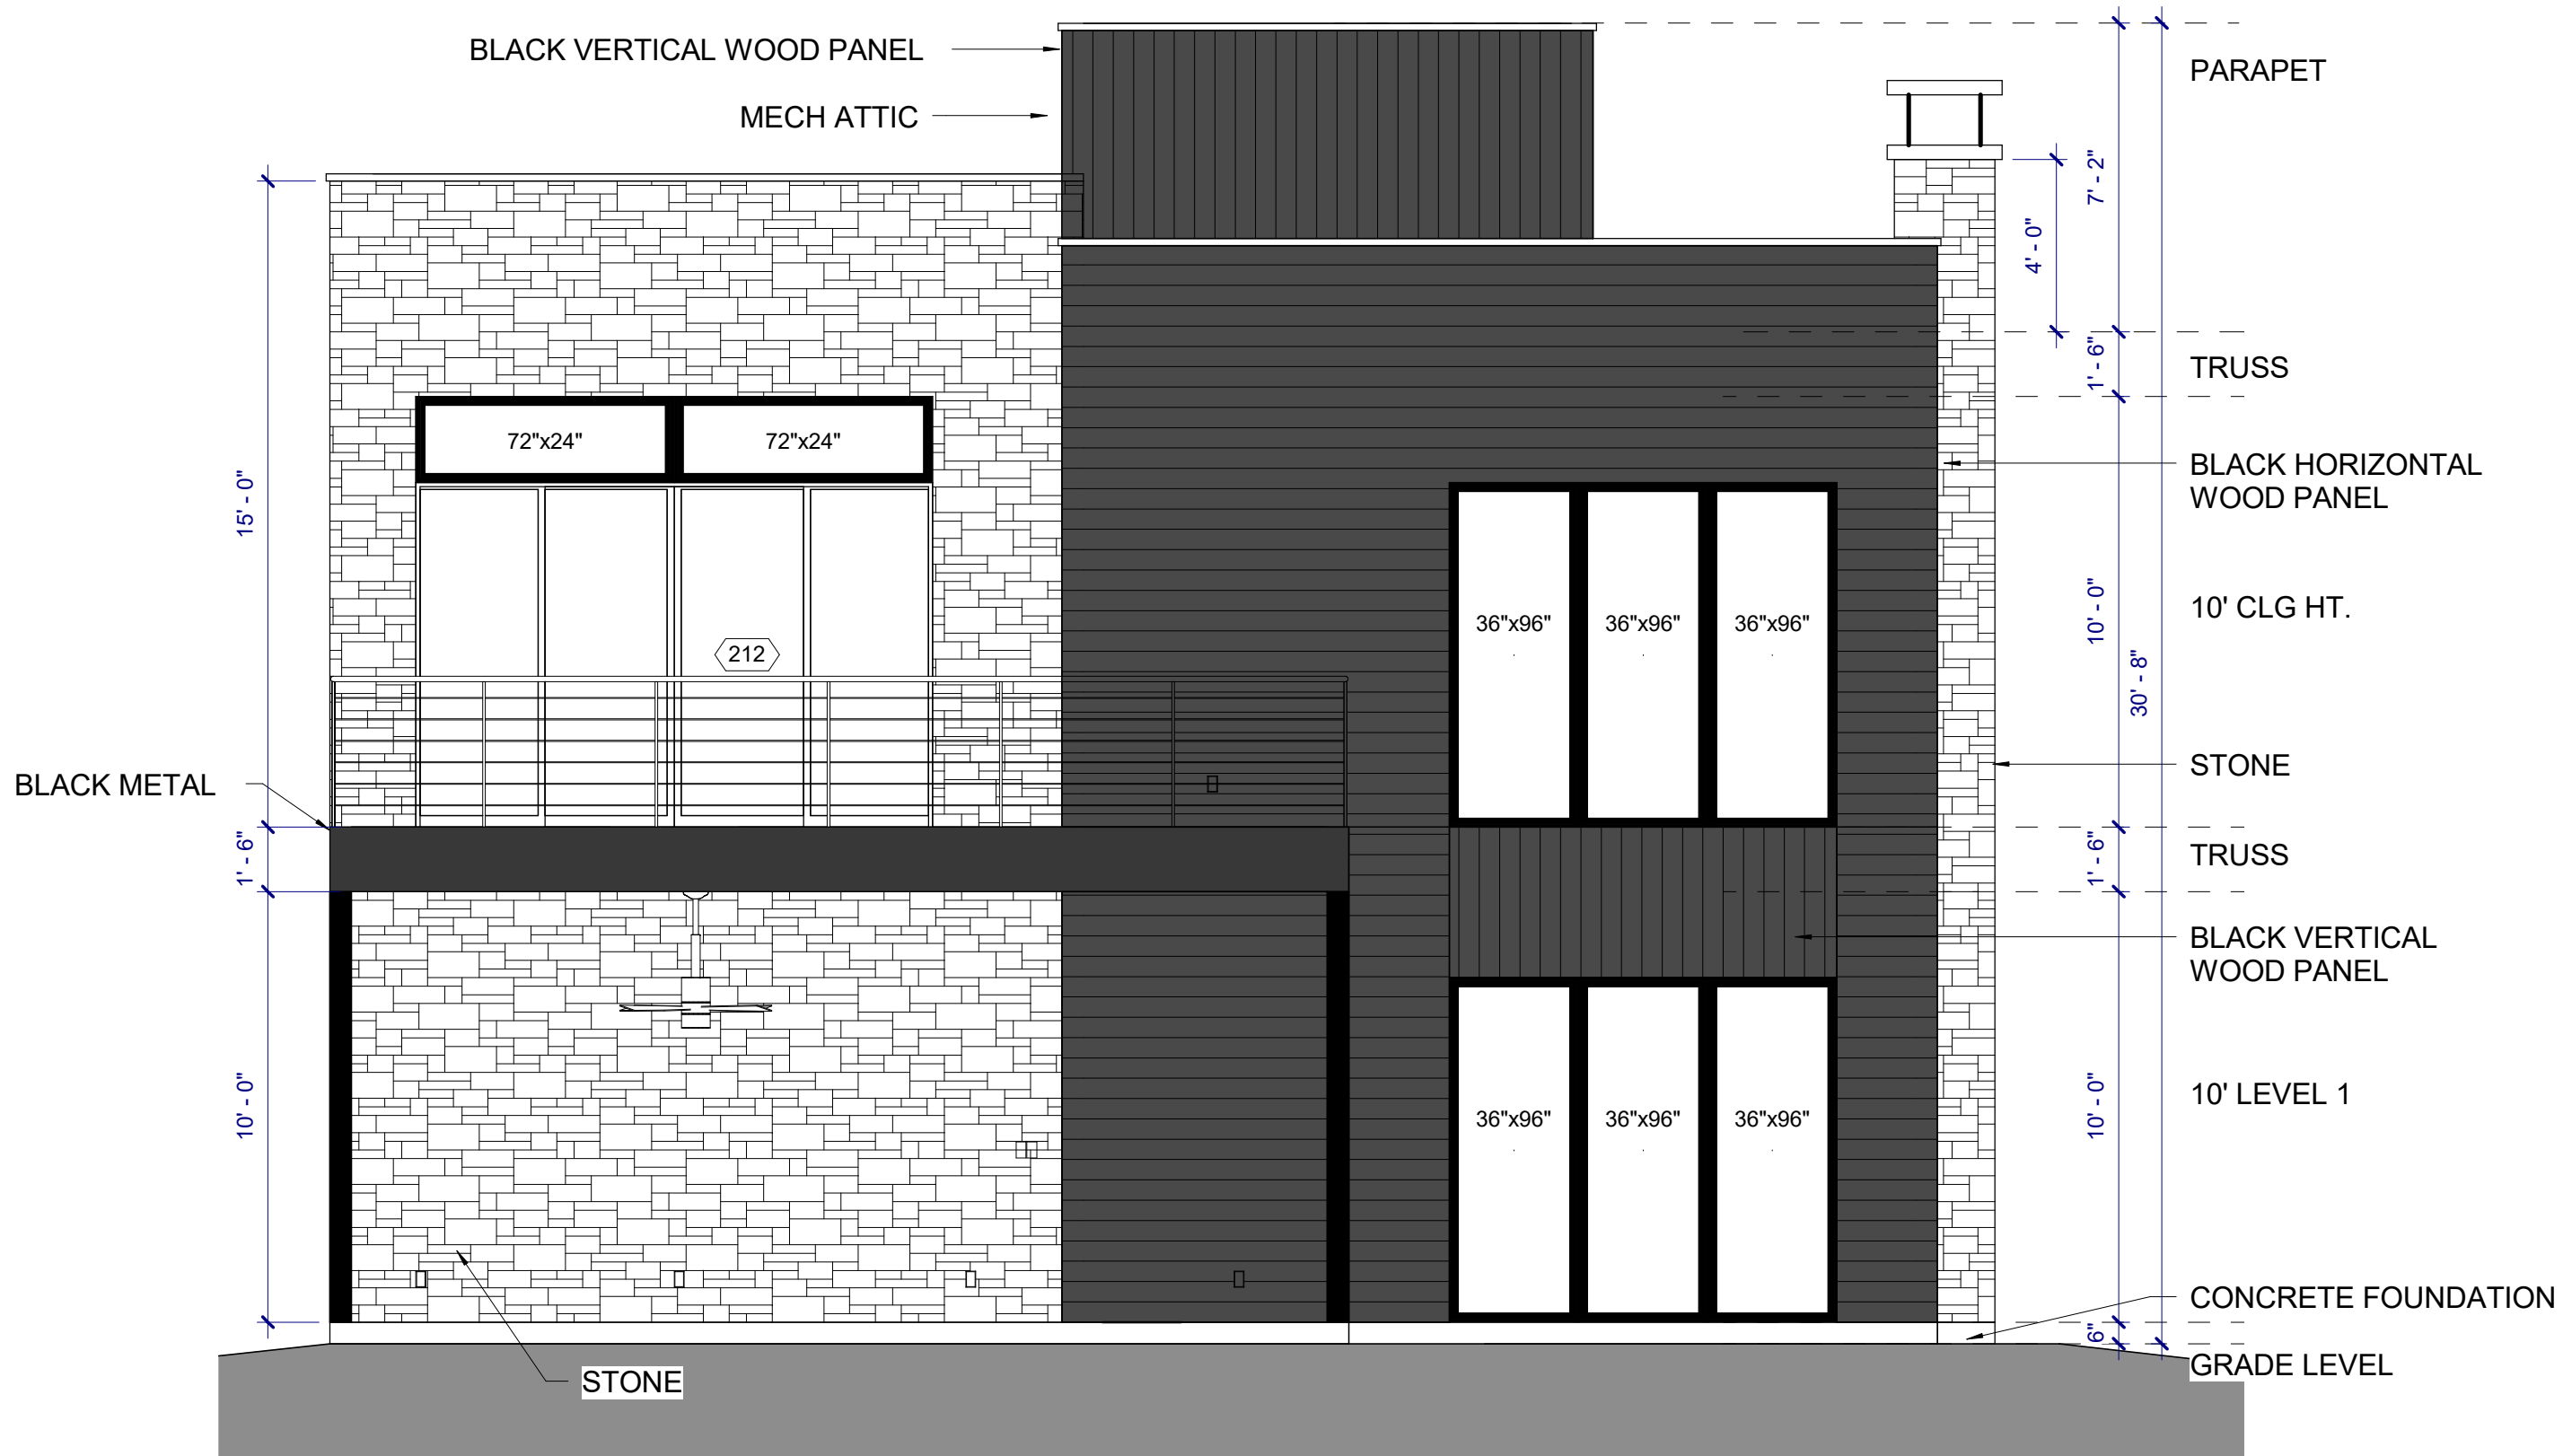 BLACK VERTICAL WOOD PANEL
PARAPET
MECH ATTIC
7' - 2"
4' - 0"
1' - 6"
TRUSS
72"x24"
72"x24"
BLACK HORIZONTAL
WOOD PANEL
15' - 0"
10' - 0"
10' CLG HT.
36"x96"
36"x96"
36"x96"
212
30' - 8"
STONE
BLACK METAL
1' - 6"
1' - 6"
TRUSS
BLACK VERTICAL
WOOD PANEL
10' - 0"
36"x96"
36"x96"
36"x96"
10' - 0"
10' LEVEL 1
CONCRETE FOUNDATION
6"
GRADE LEVEL
STONE